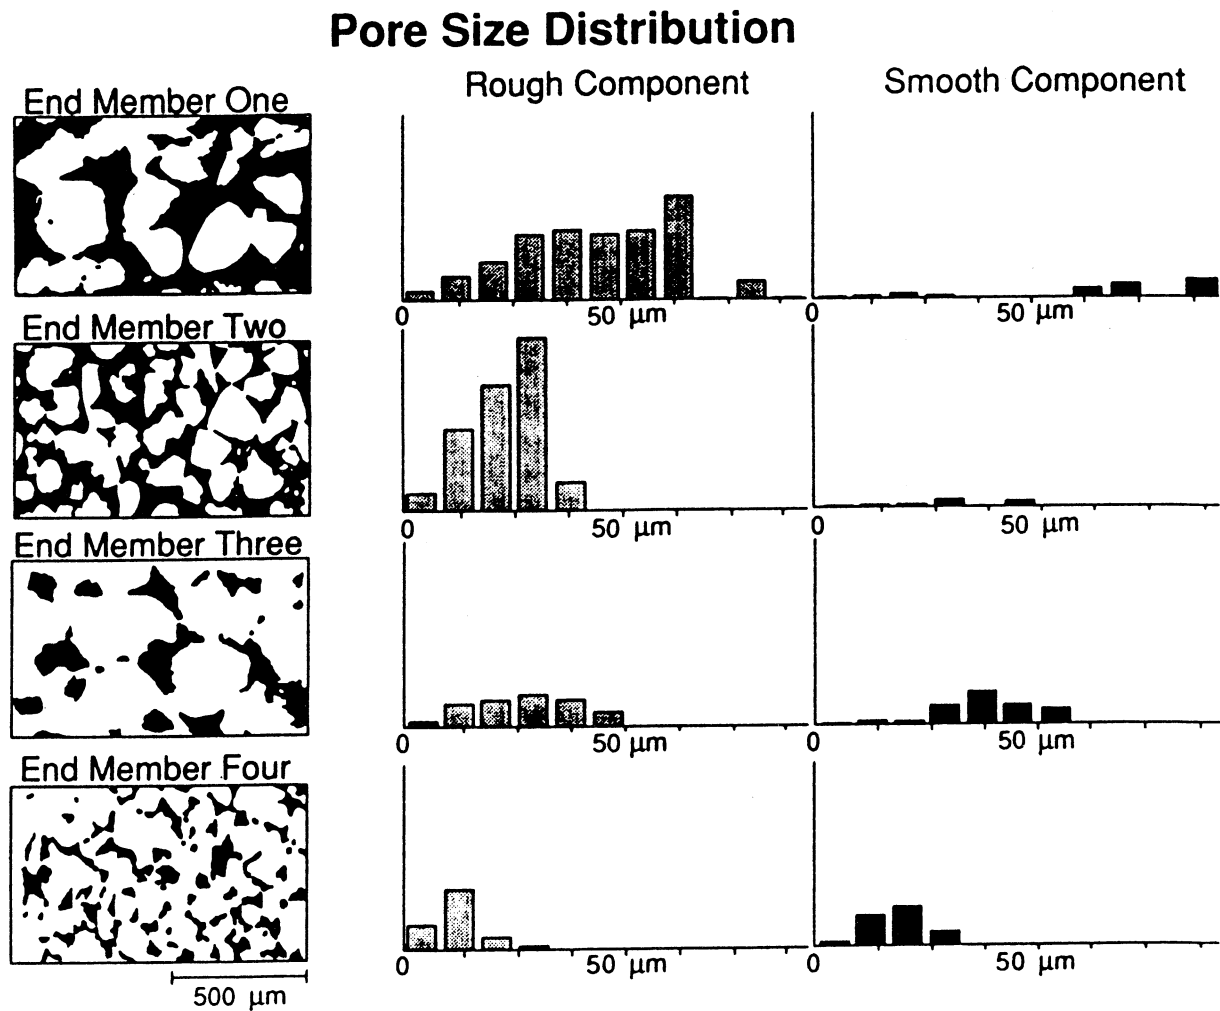 Pore Size Distribution
Rough Component
Smooth Component
End Member One
0 50 µm
0 50 µm
End Member Two
0 50 µm
0 50 µm
End Member Three
0 50 µm
0 50 µm
End Member Four
0 50 µm
0 50 µm
500 µm